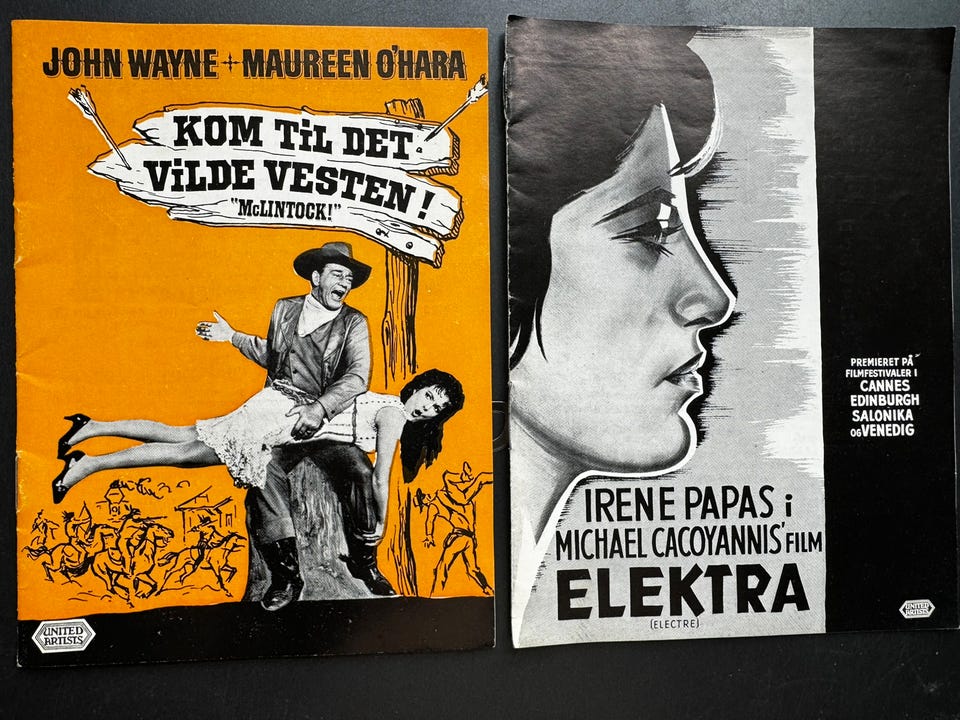 JOHN WAYNE + MAUREEN O'HARA
KOM TiL DET
ViLDE VESTEN!
"McLINTOCK!"
UNITED
ARTISTS
PREMIERET PÅ
FILMFESTIVALER I
CANNES
EDINBURGH
SALONIKA
OG VENEDIG
IRENE PAPAS i
MICHAEL CACOYANNIS' FILM
ELEKTRA
(ELECTRE)
UNITED
ARTISTS